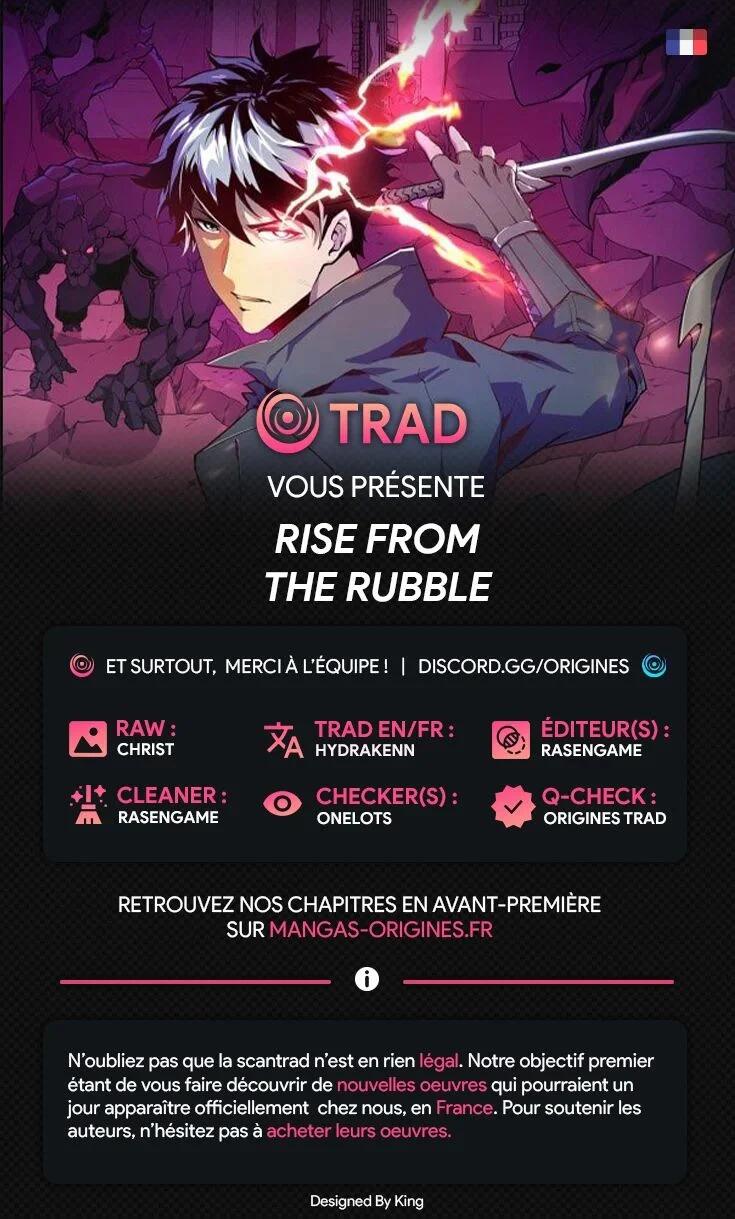 TRAD
VOUS PRÉSENTE
RISE FROM
THE RUBBLE
ET SURTOUT, MERCI À L'ÉQUIPE ! | DISCORD.GG/ORIGINES
RAW :
CHRIST
TRAD EN/FR :
HYDRAKENN
ÉDITEUR(S) :
RASENGAME
CLEANER :
RASENGAME
CHECKER(S) :
ONELOTS
Q-CHECK :
ORIGINES TRAD
RETROUVEZ NOS CHAPITRES EN AVANT-PREMIÈRE
SUR MANGAS-ORIGINES.FR
N'oubliez pas que la scantrad n'est en rien légal. Notre objectif premier
étant de vous faire découvrir de nouvelles oeuvres qui pourraient un
jour apparaître officiellement chez nous, en France. Pour soutenir les
auteurs, n'hésitez pas à acheter leurs oeuvres.
Designed By King